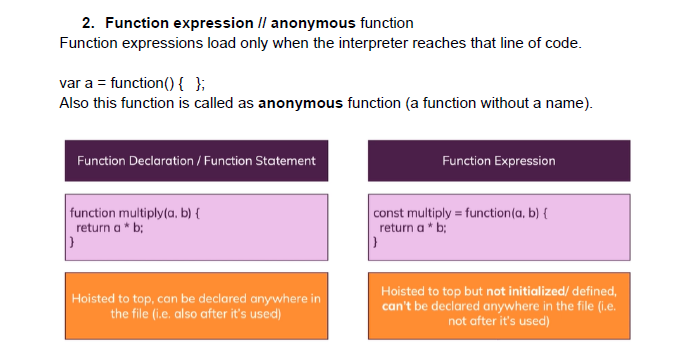 2. Function expression // anonymous function
Function expressions load only when the interpreter reaches that line of code.
var a = function() {  };
Also this function is called as anonymous function (a function without a name).
Function Declaration / Function Statement
function multiply(a, b) {
return a * b;
}
Hoisted to top, can be declared anywhere in
the file (i.e. also after it's used)
Function Expression
const multiply = function(a, b) {
return a * b;
}
Hoisted to top but not initialized/ defined,
can't be declared anywhere in the file (i.e.
not after it's used)